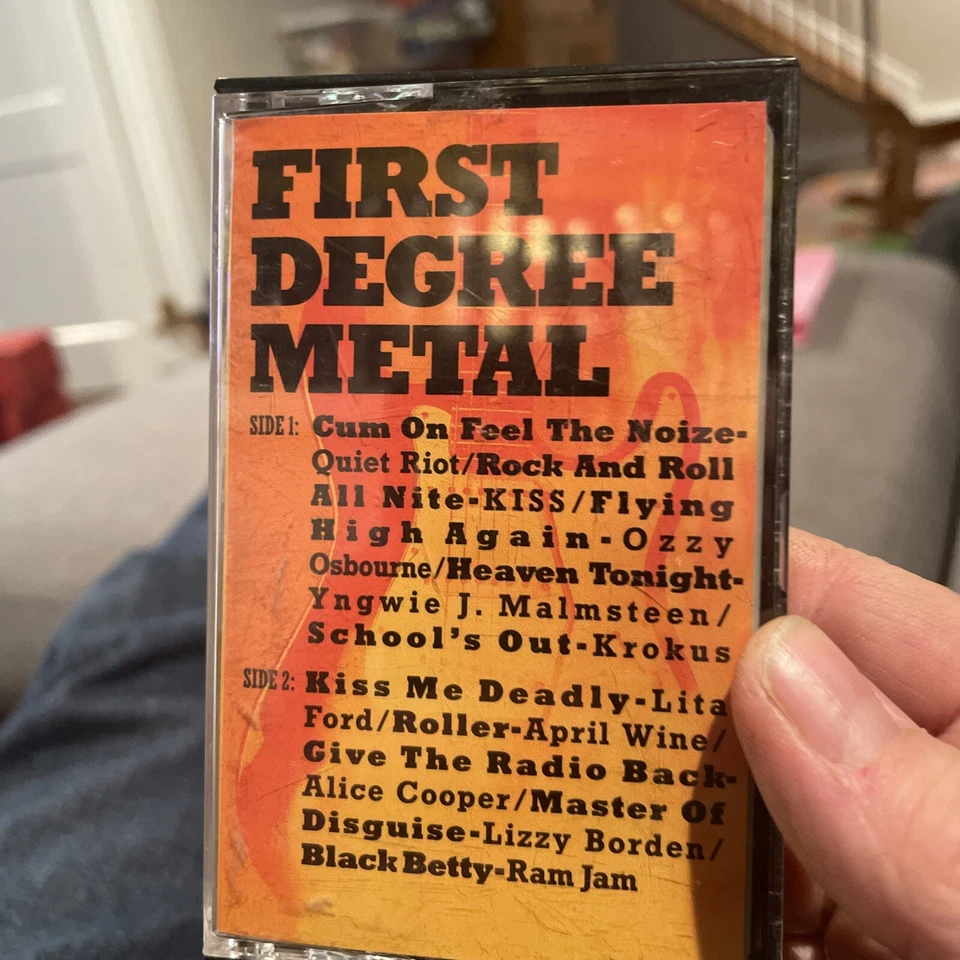 FIRST
DEGREE
METAL
SIDE 1: Cum On Feel The Noize-
Quiet Riot/Rock And Roll
All Nite-KISS/Flying
High Again-Ozzy
Osbourne/Heaven Tonight-
Yngwie J. Malmsteen/
School's Out-Krokus
SIDE 2: Kiss Me Deadly-Lita
Ford/Roller-April Wine/
Give The Radio Back-
Alice Cooper/Master Of
Disguise-Lizzy Borden/
Black Betty-Ram Jam